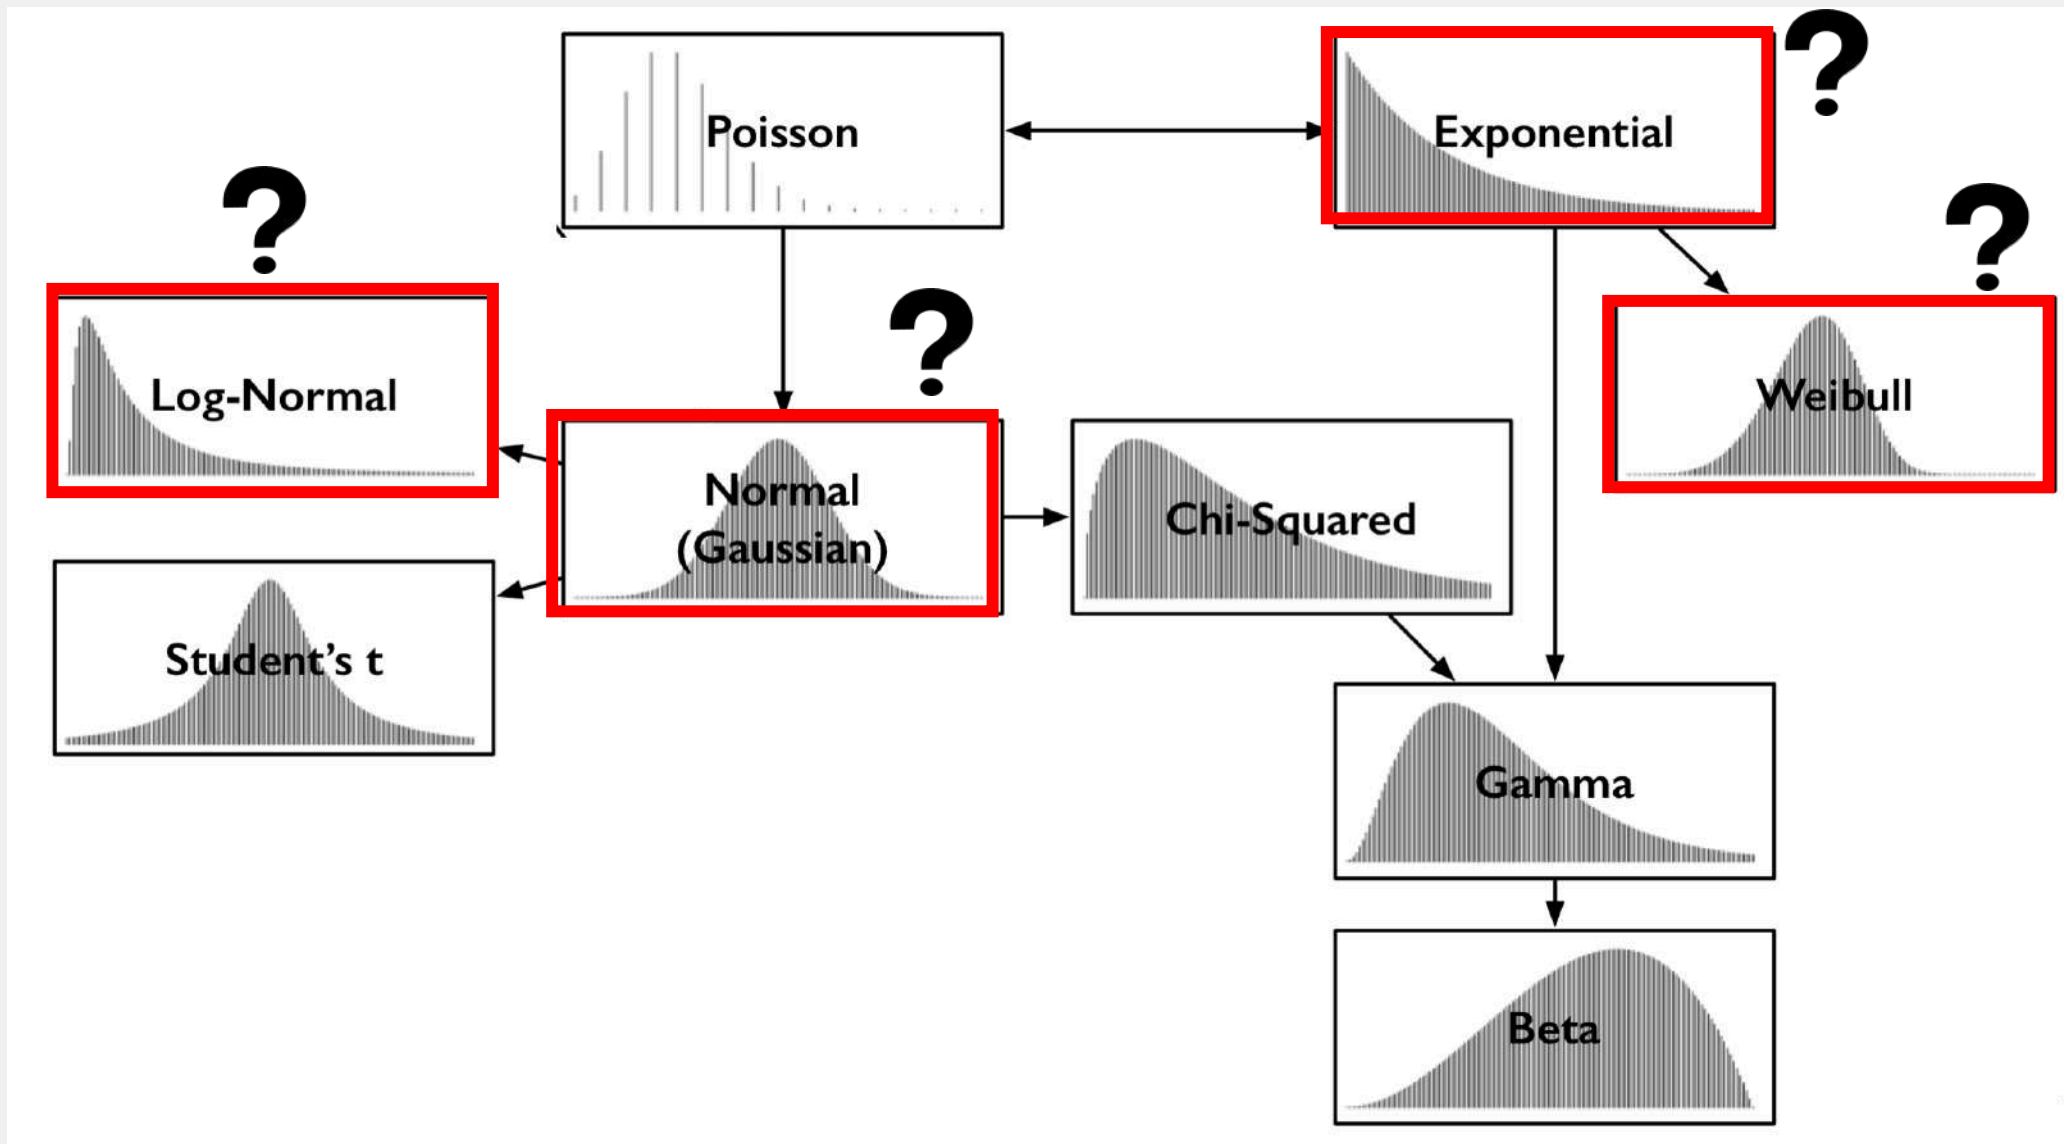 ?
Poisson
Exponential
?
?
Log-Normal
?
Weibull
Normal
(Gaussian)
Chi-Squared
Student's t
Gamma
Beta